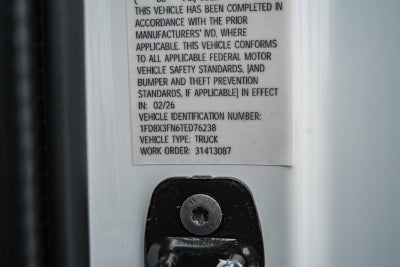 THIS VEHICLE HAS BEEN COMPLETED IN
ACCORDANCE WITH THE PRIOR
MANUFACTURERS' IVD, WHERE
APPLICABLE. THIS VEHICLE CONFORMS
TO ALL APPLICABLE FEDERAL MOTOR
VEHICLE SAFETY STANDARDS, [AND
BUMPER AND THEFT PREVENTION
STANDARDS, IF APPLICABLE] IN EFFECT
IN: 02/26
VEHICLE IDENTIFICATION NUMBER:
1FD8X3FN6TED76238
VEHICLE TYPE: TRUCK
WORK ORDER: 31413087